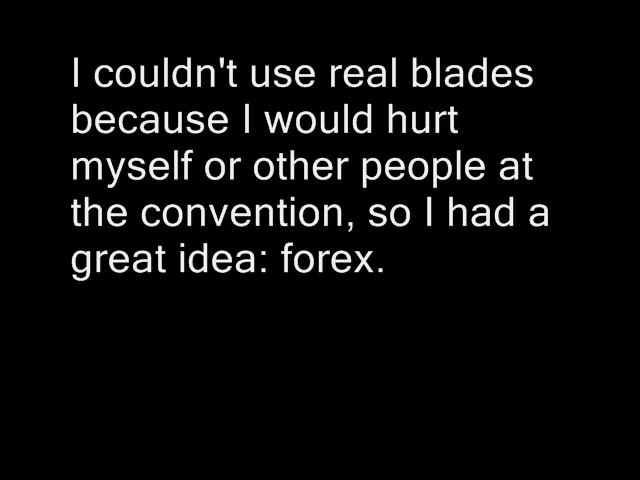 I couldn't use real blades
because I would hurt
myself or other people at
the convention, so I had a
great idea: forex.